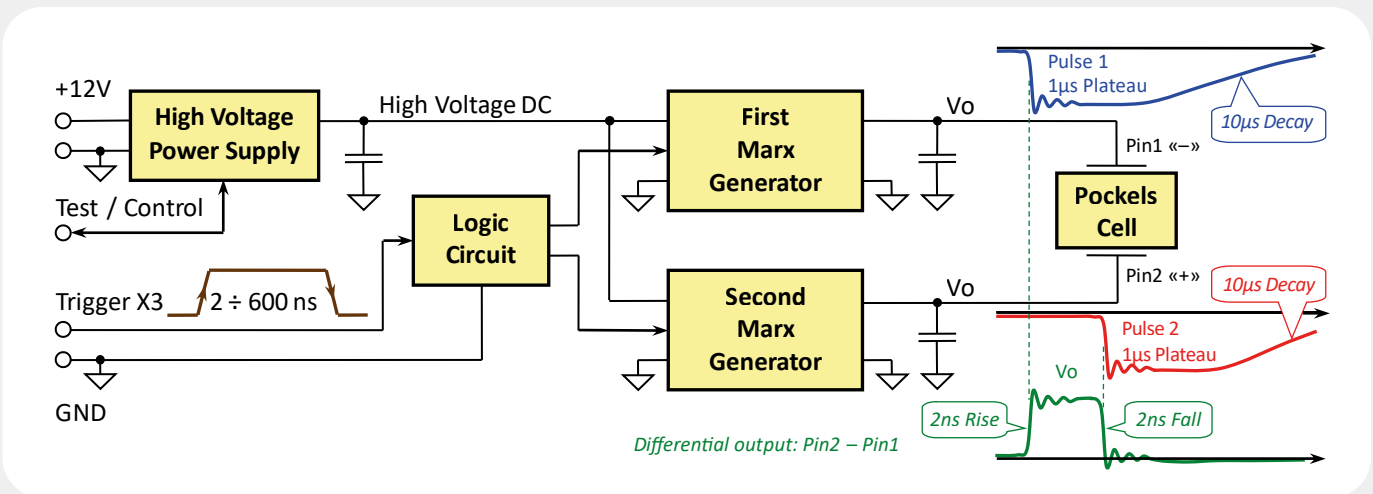 +12V
High Voltage
Power Supply
Test / Control
High Voltage DC
Logic
Circuit
Trigger X3
2 ÷ 600 ns
GND
First
Marx
Generator
Second
Marx
Generator
Vo
Vo
Pulse 1
1µs Plateau
10µs Decay
Pin1 «–»
Pockels
Cell
Pin2 «+»
10µs Decay
Pulse 2
1µs Plateau
Vo
2ns Rise
2ns Fall
Differential output: Pin2 – Pin1